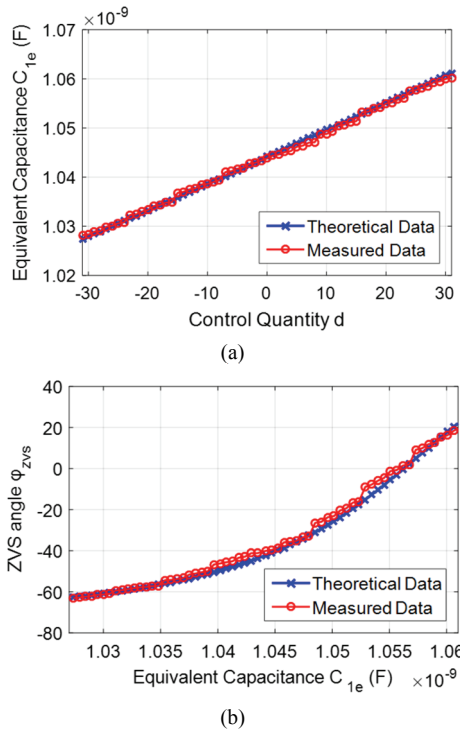 ×10⁻⁹
1.07
1.06
1.05
1.04
1.03
1.02
Equivalent Capacitance C₁ₑ (F)
Theoretical Data
Measured Data
-30 -20 -10 0 10 20 30
Control Quantity d
(a)
40
20
0
-20
-40
-60
-80
ZVS angle φzvs
Theoretical Data
Measured Data
1.03 1.035 1.04 1.045 1.05 1.055 1.06
Equivalent Capacitance C₁ₑ (F) ×10⁻⁹
(b)